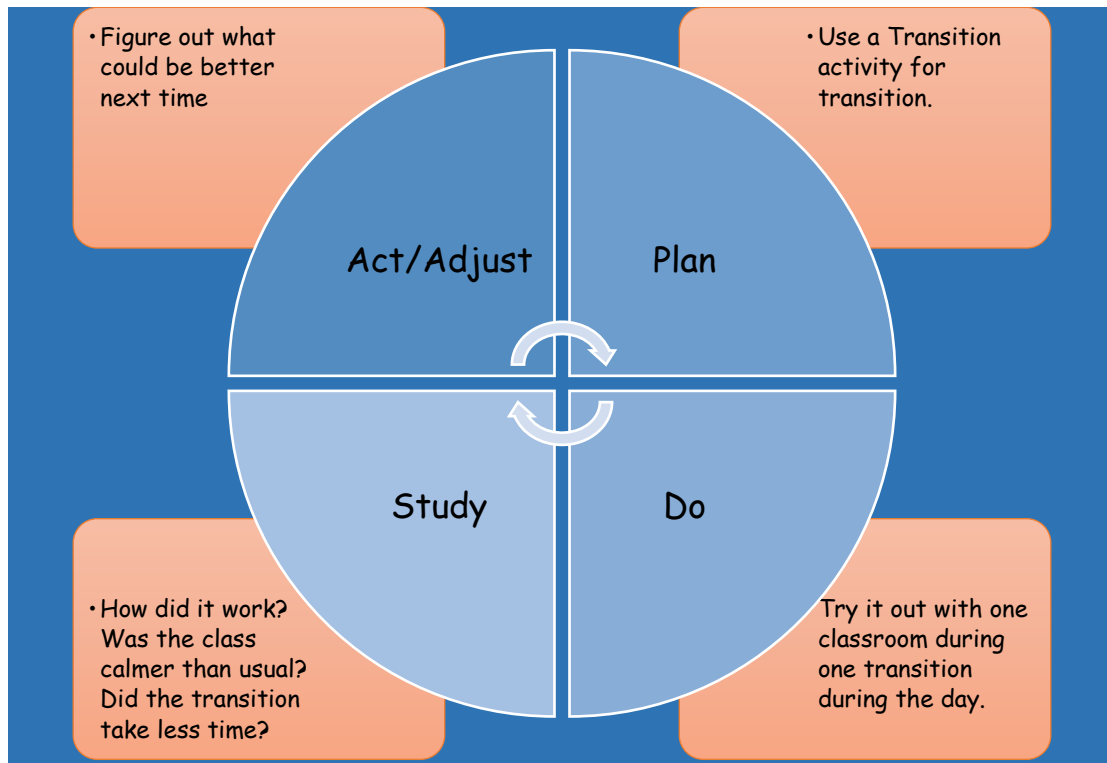 • Figure out what
could be better
next time
• Use a Transition
activity for
transition.
Act/Adjust
Plan
Study
Do
• How did it work?
Was the class
calmer than usual?
Did the transition
take less time?
Try it out with one
classroom during
one transition
during the day.